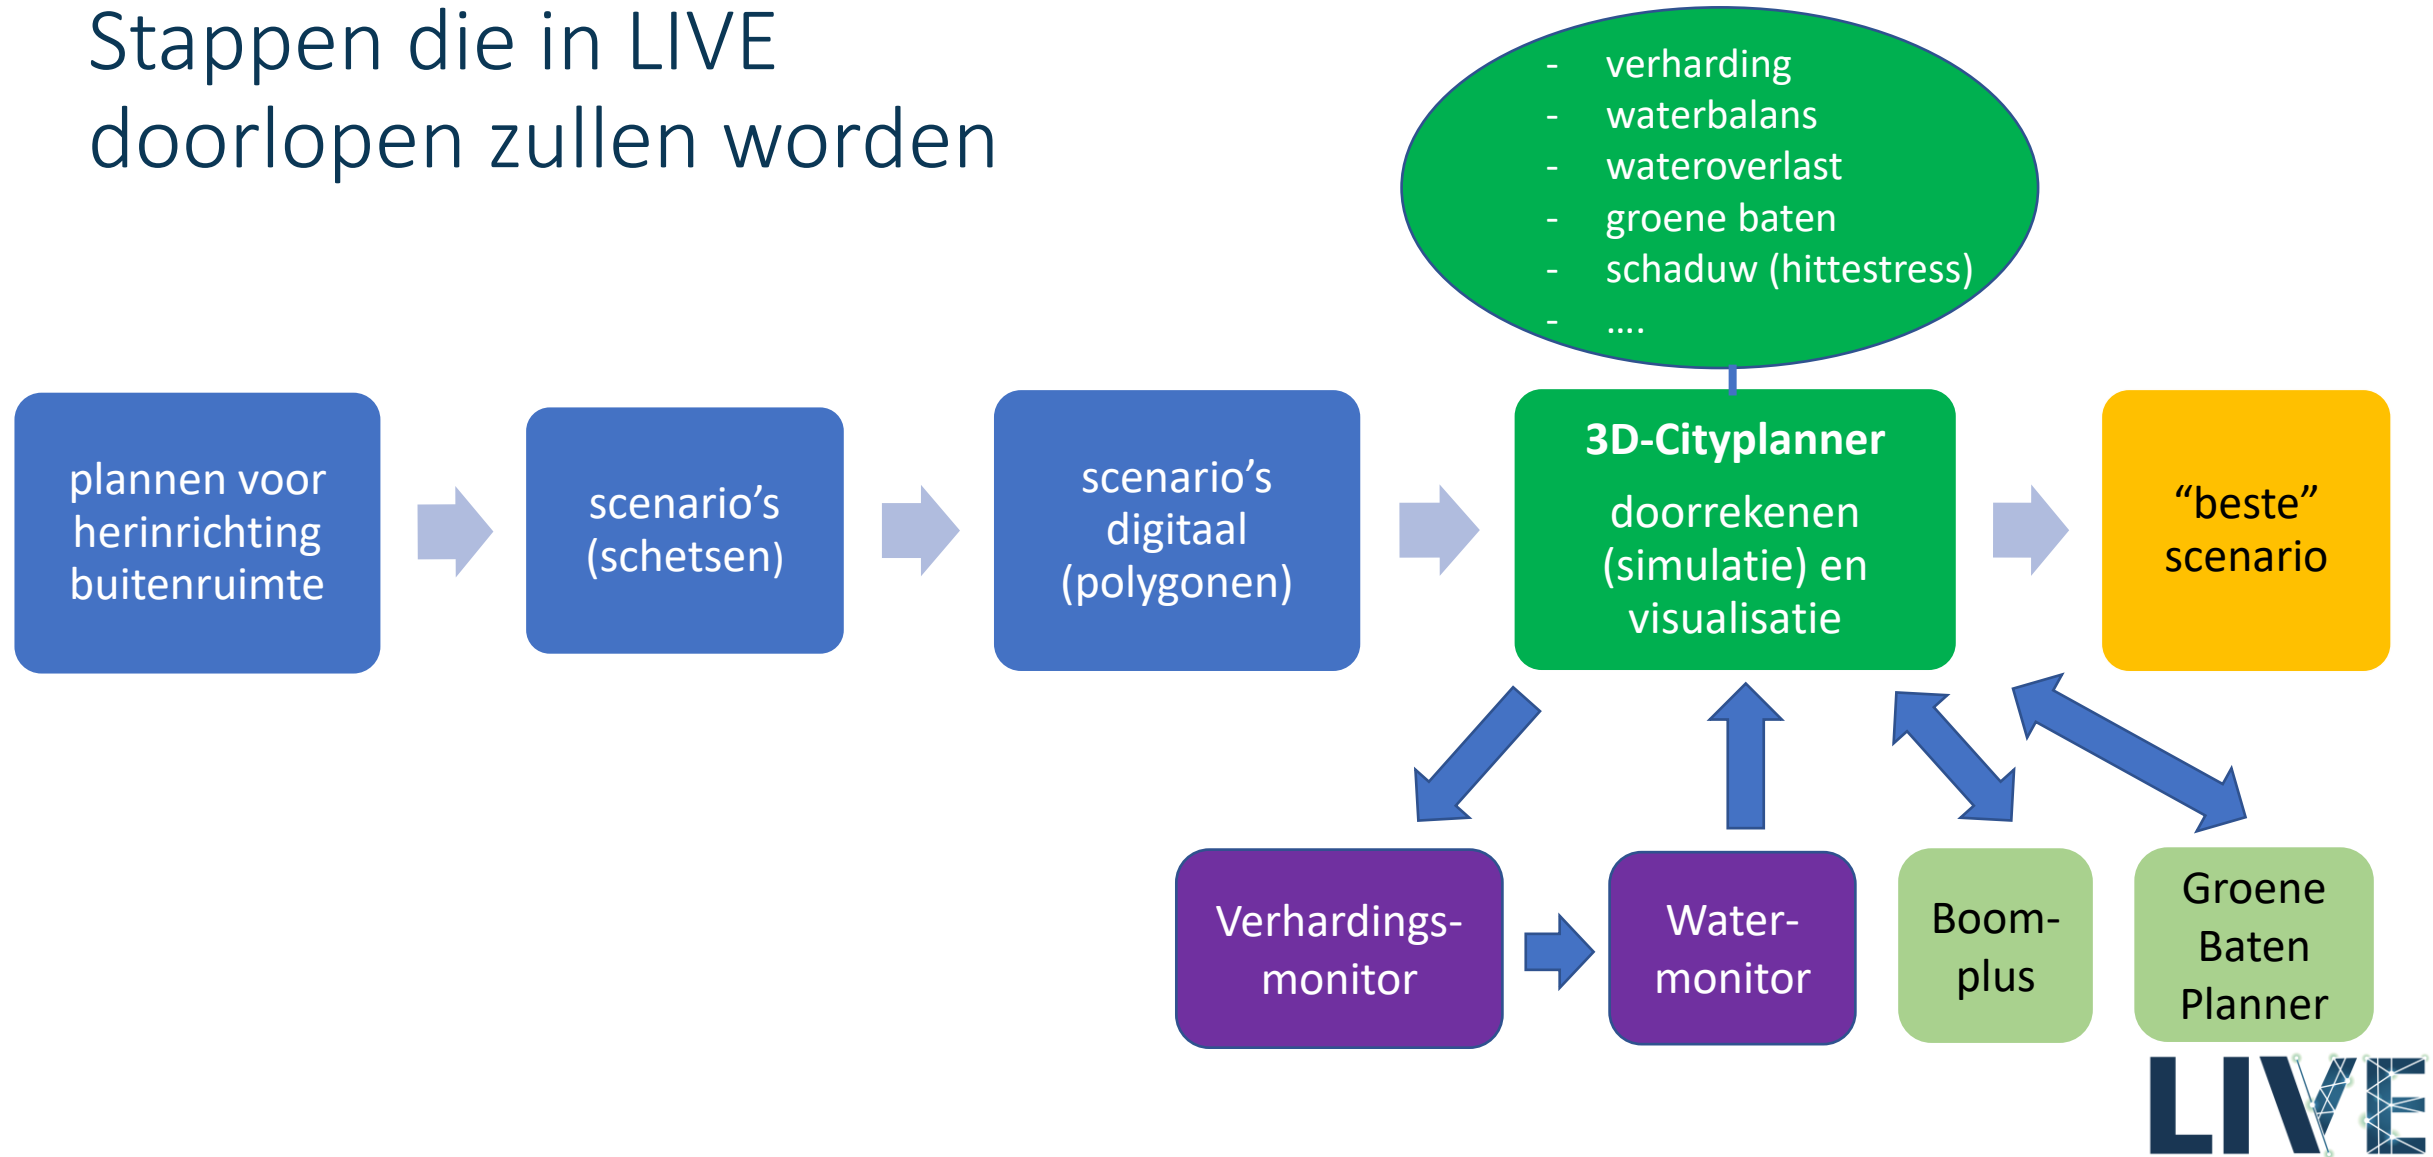 Stappen die in LIVE
doorlopen zullen worden
- verharding
- waterbalans
- wateroverlast
- groene baten
- schaduw (hittestress)
- ....
plannen voor
herinrichting
buitenruimte
scenario’s
(schetsen)
scenario’s
digitaal
(polygonen)
3D-Cityplanner
doorrekenen
(simulatie) en
visualisatie
“beste”
scenario
Verhardings-
monitor
Water-
monitor
Boom-
plus
Groene
Baten
Planner
LIVE